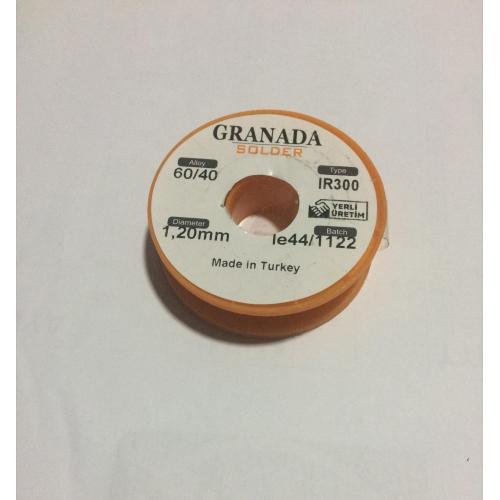 GRANADA
SOLDER
Alloy
60/40
Type
IR300
YERLİ
ÜRETİM
Diameter
1,20mm
Batch
le44/1122
Made in Turkey